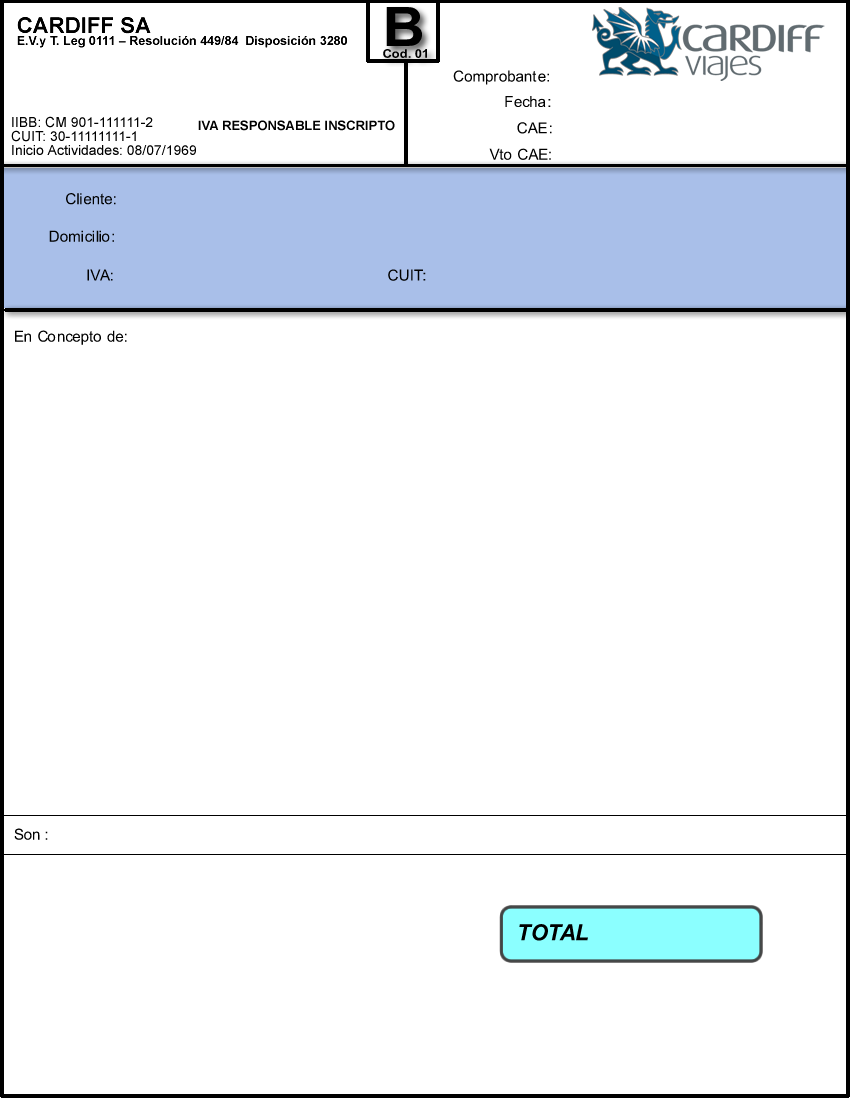 CARDIFF SA
E.V.y T. Leg 0111 – Resolución 449/84 Disposición 3280
B
Cod. 01
CARDIFF
viajes
Comprobante:
Fecha:
CAE:
Vto CAE:
IIBB: CM 901-111111-2
CUIT: 30-11111111-1
Inicio Actividades: 08/07/1969
IVA RESPONSABLE INSCRIPTO
Cliente:
Domicilio:
IVA:
CUIT:
En Concepto de:
Son :
TOTAL